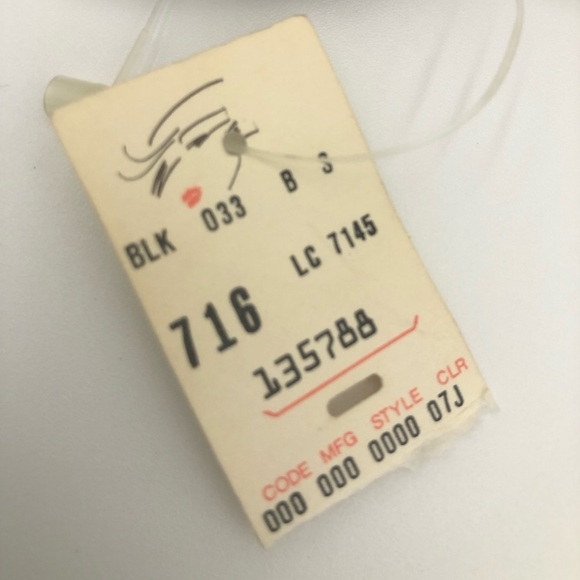 BLK 033 B S
LC 7145
716
135788
CODE MFG STYLE CLR
000 000 0000 07J